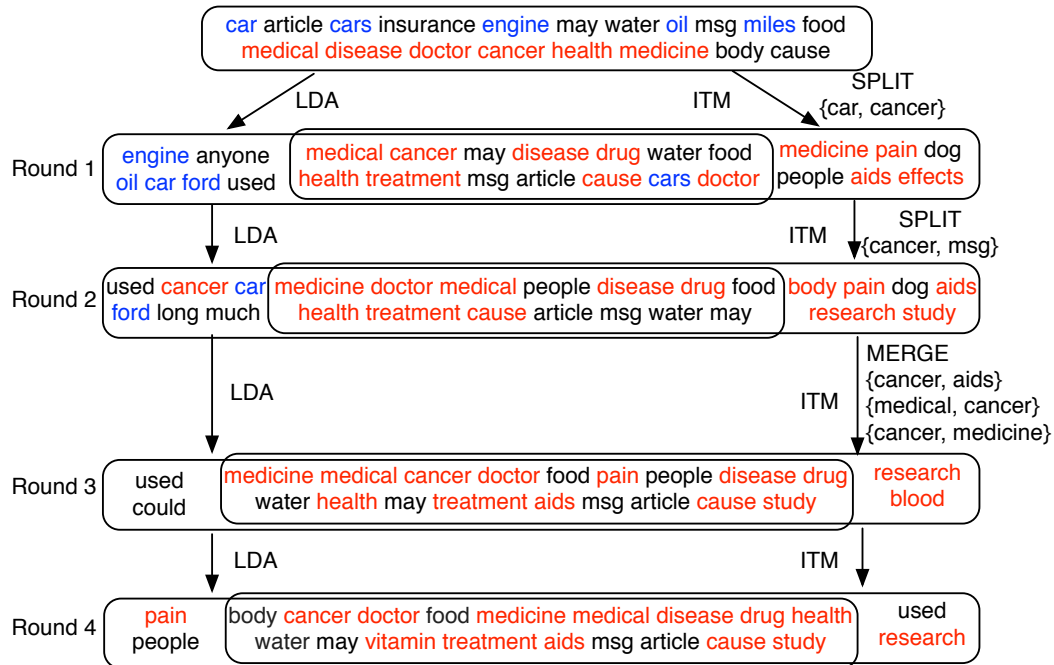 car article cars insurance engine may water oil msg miles food
medical disease doctor cancer health medicine body cause
LDA
ITM
SPLIT
{car, cancer}
Round 1
engine anyone
oil car ford used
medical cancer may disease drug water food
health treatment msg article cause cars doctor
medicine pain dog
people aids effects
LDA
ITM
SPLIT
{cancer, msg}
Round 2
used cancer car
ford long much
medicine doctor medical people disease drug food
health treatment cause article msg water may
body pain dog aids
research study
LDA
ITM
MERGE
{cancer, aids}
{medical, cancer}
{cancer, medicine}
Round 3
used
could
medicine medical cancer doctor food pain people disease drug
water health may treatment aids msg article cause study
research
blood
LDA
ITM
Round 4
pain
people
body cancer doctor food medicine medical disease drug health
water may vitamin treatment aids msg article cause study
used
research